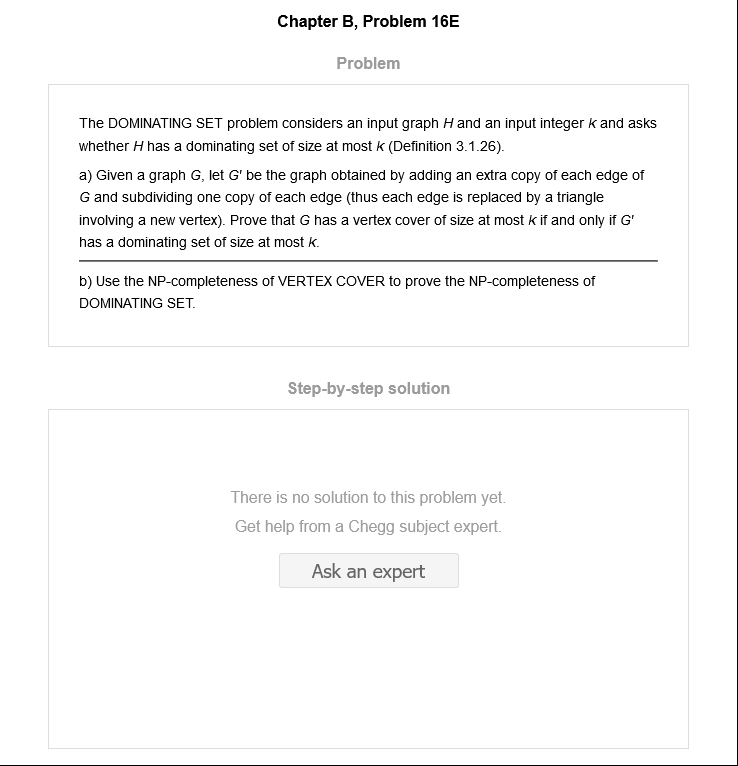 Chapter B, Problem 16E
Problem
The DOMINATING SET problem considers an input graph H and an input integer k and asks
whether H has a dominating set of size at most k (Definition 3.1.26).
a) Given a graph G, let G' be the graph obtained by adding an extra copy of each edge of
G and subdividing one copy of each edge (thus each edge is replaced by a triangle
involving a new vertex). Prove that G has a vertex cover of size at most k if and only if G'
has a dominating set of size at most k.
b) Use the NP-completeness of VERTEX COVER to prove the NP-completeness of
DOMINATING SET.
Step-by-step solution
There is no solution to this problem yet.
Get help from a Chegg subject expert.
Ask an expert